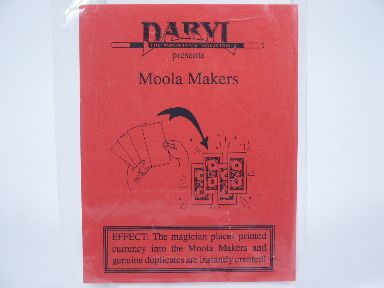 DARYL
THE MAGICIAN'S MAGICIAN
presents
Moola Makers
EFFECT: The magician place printed
currency into the Moola Makers and
genuine duplicates are instantly created!